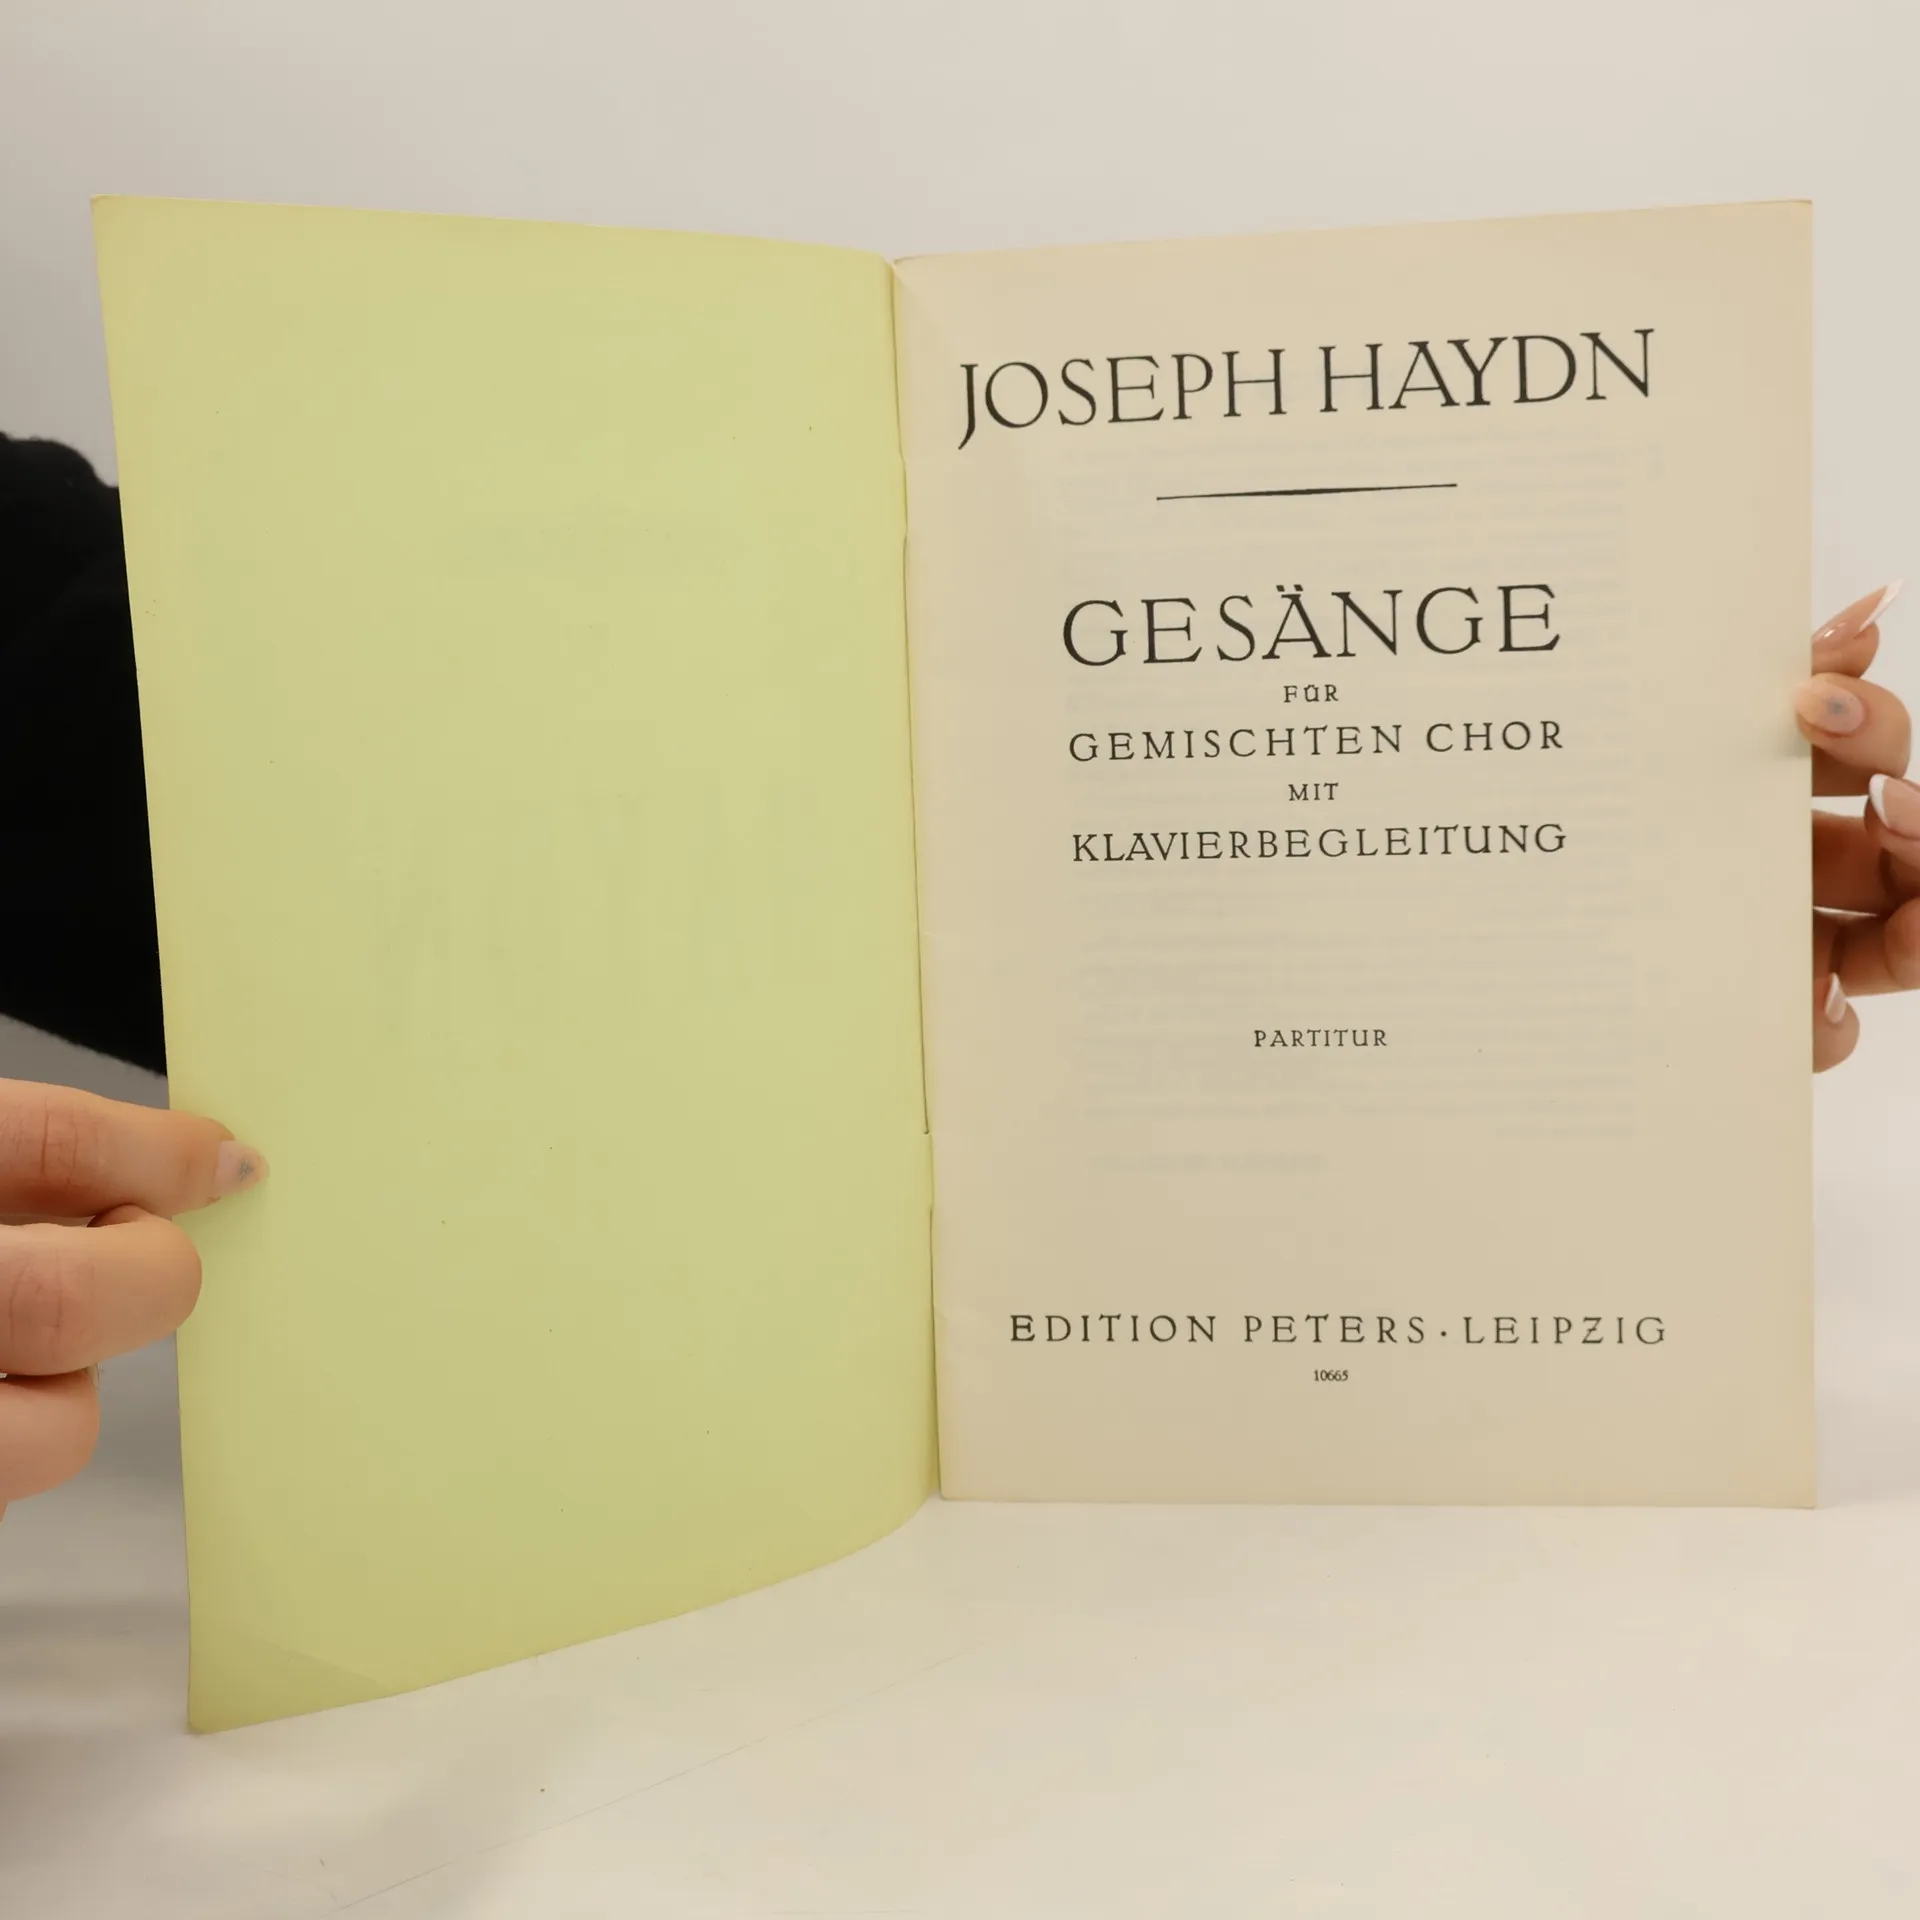 JOSEPH HAYDN
GESÄNGE
FÜR
GEMISCHTEN CHOR
MIT
KLAVIERBEGLEITUNG
PARTITUR
EDITION PETERS · LEIPZIG
10665